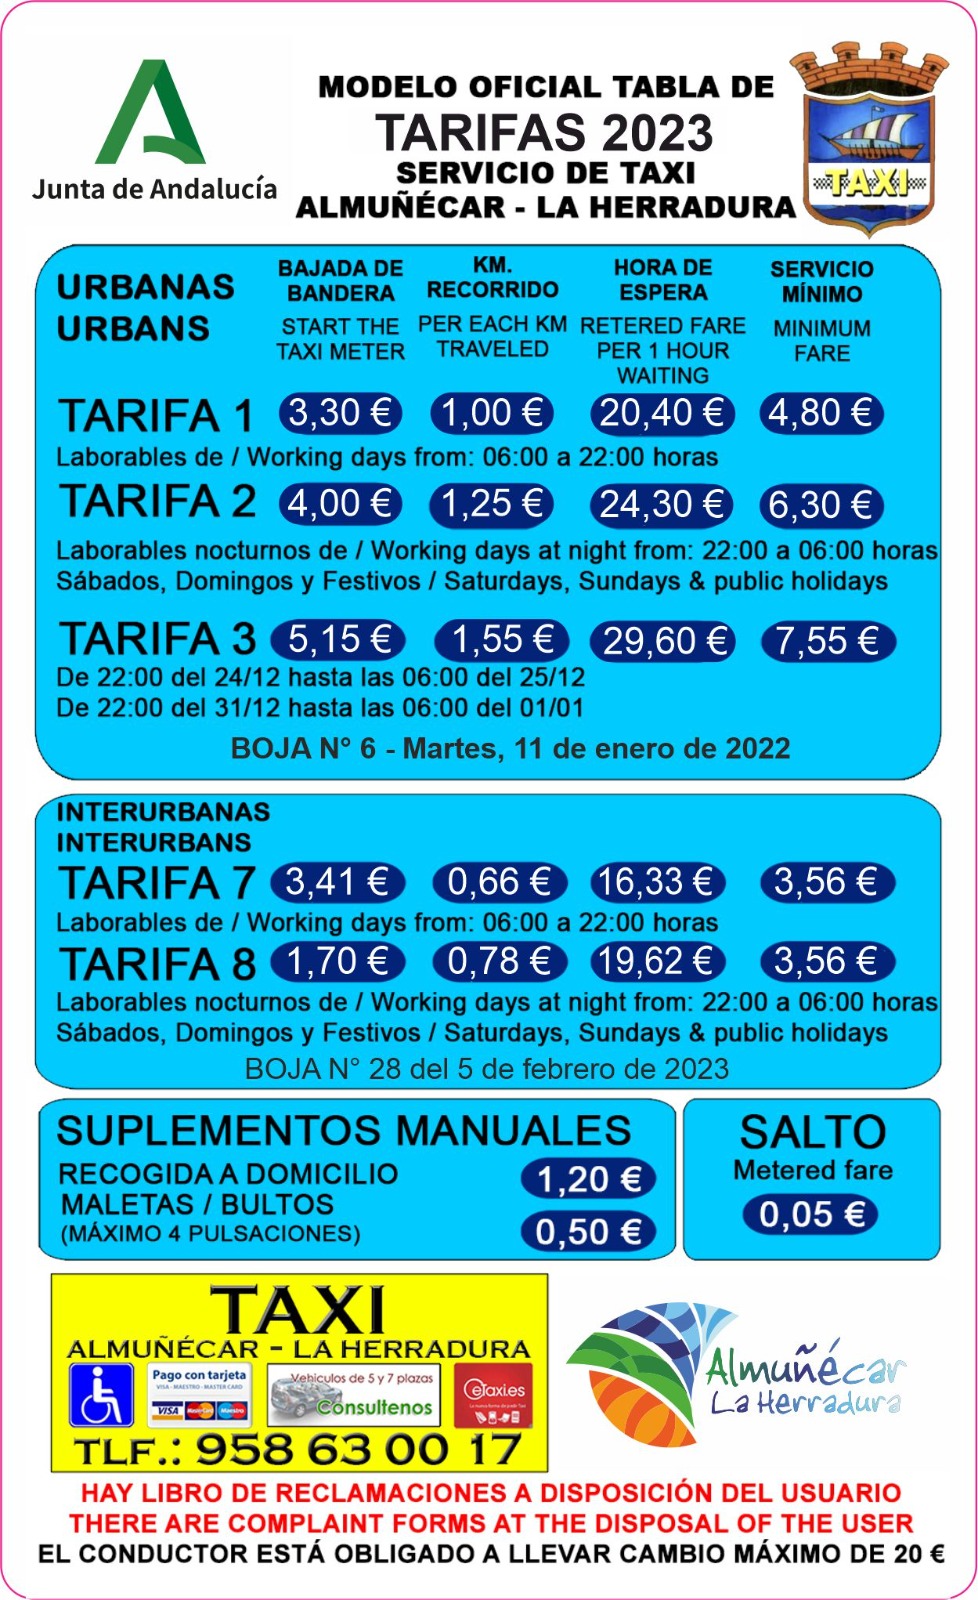 MODELO OFICIAL TABLA DE
TARIFAS 2023
SERVICIO DE TAXI
ALMUÑÉCAR - LA HERRADURA
Junta de Andalucía
TAXI
URBANAS
URBANS
BAJADA DE
BANDERA
START THE
TAXI METER
KM.
RECORRIDO
PER EACH KM
TRAVELED
HORA DE
ESPERA
RETERED FARE
PER 1 HOUR
WAITING
SERVICIO
MÍNIMO
MINIMUM
FARE
TARIFA 1 3,30 € 1,00 € 20,40 € 4,80 €
Laborables de / Working days from: 06:00 a 22:00 horas
TARIFA 2 4,00 € 1,25 € 24,30 € 6,30 €
Laborables nocturnos de / Working days at night from: 22:00 a 06:00 horas
Sábados, Domingos y Festivos / Saturdays, Sundays & public holidays
TARIFA 3 5,15 € 1,55 € 29,60 € 7,55 €
De 22:00 del 24/12 hasta las 06:00 del 25/12
De 22:00 del 31/12 hasta las 06:00 del 01/01
BOJA N° 6 - Martes, 11 de enero de 2022
INTERURBANAS
INTERURBANS
TARIFA 7 3,41 € 0,66 € 16,33 € 3,56 €
Laborables de / Working days from: 06:00 a 22:00 horas
TARIFA 8 1,70 € 0,78 € 19,62 € 3,56 €
Laborables nocturnos de / Working days at night from: 22:00 a 06:00 horas
Sábados, Domingos y Festivos / Saturdays, Sundays & public holidays
BOJA N° 28 del 5 de febrero de 2023
SUPLEMENTOS MANUALES
RECOGIDA A DOMICILIO 1,20 €
MALETAS / BULTOS
(MÁXIMO 4 PULSACIONES) 0,50 €
SALTO
Metered fare
0,05 €
TAXI
ALMUÑÉCAR - LA HERRADURA
Pago con tarjeta
VISA - MAESTRO - MASTER CARD
VISA MasterCard Maestro
Vehiculos de 5 y 7 plazas
Consultenos
eTaxi.es
TLF.: 958 63 00 17
Almuñécar
La Herradura
HAY LIBRO DE RECLAMACIONES A DISPOSICIÓN DEL USUARIO
THERE ARE COMPLAINT FORMS AT THE DISPOSAL OF THE USER
EL CONDUCTOR ESTÁ OBLIGADO A LLEVAR CAMBIO MÁXIMO DE 20 €